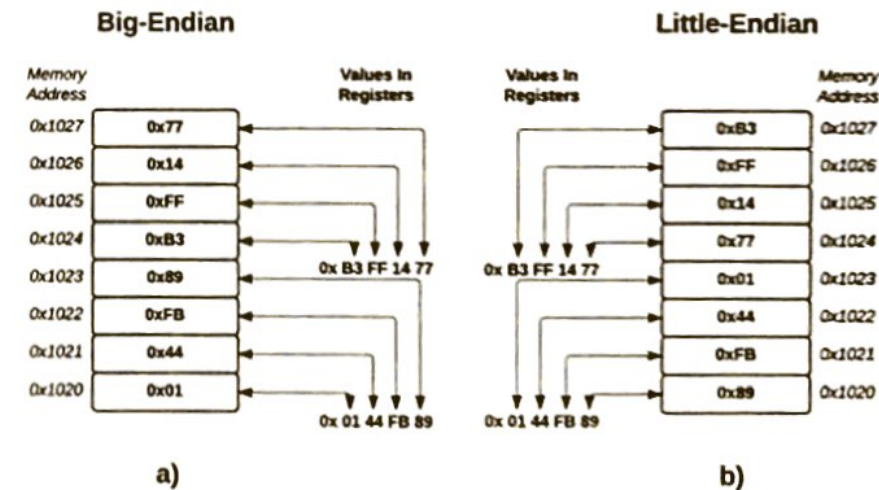 Big-Endian
Little-Endian
Memory
Address
Values In
Registers
Values In
Registers
Memory
Address
0x1027
0x77
0xB3
0x1027
0x1026
0x14
0xFF
0x1026
0x1025
0xFF
0x14
0x1025
0x1024
0xB3
0x77
0x1024
0x B3 FF 14 77
0x B3 FF 14 77
0x1023
0x89
0x01
0x1023
0x1022
0xFB
0x44
0x1022
0x1021
0x44
0xFB
0x1021
0x1020
0x01
0x89
0x1020
0x 01 44 FB 89
0x 01 44 FB 89
a)
b)